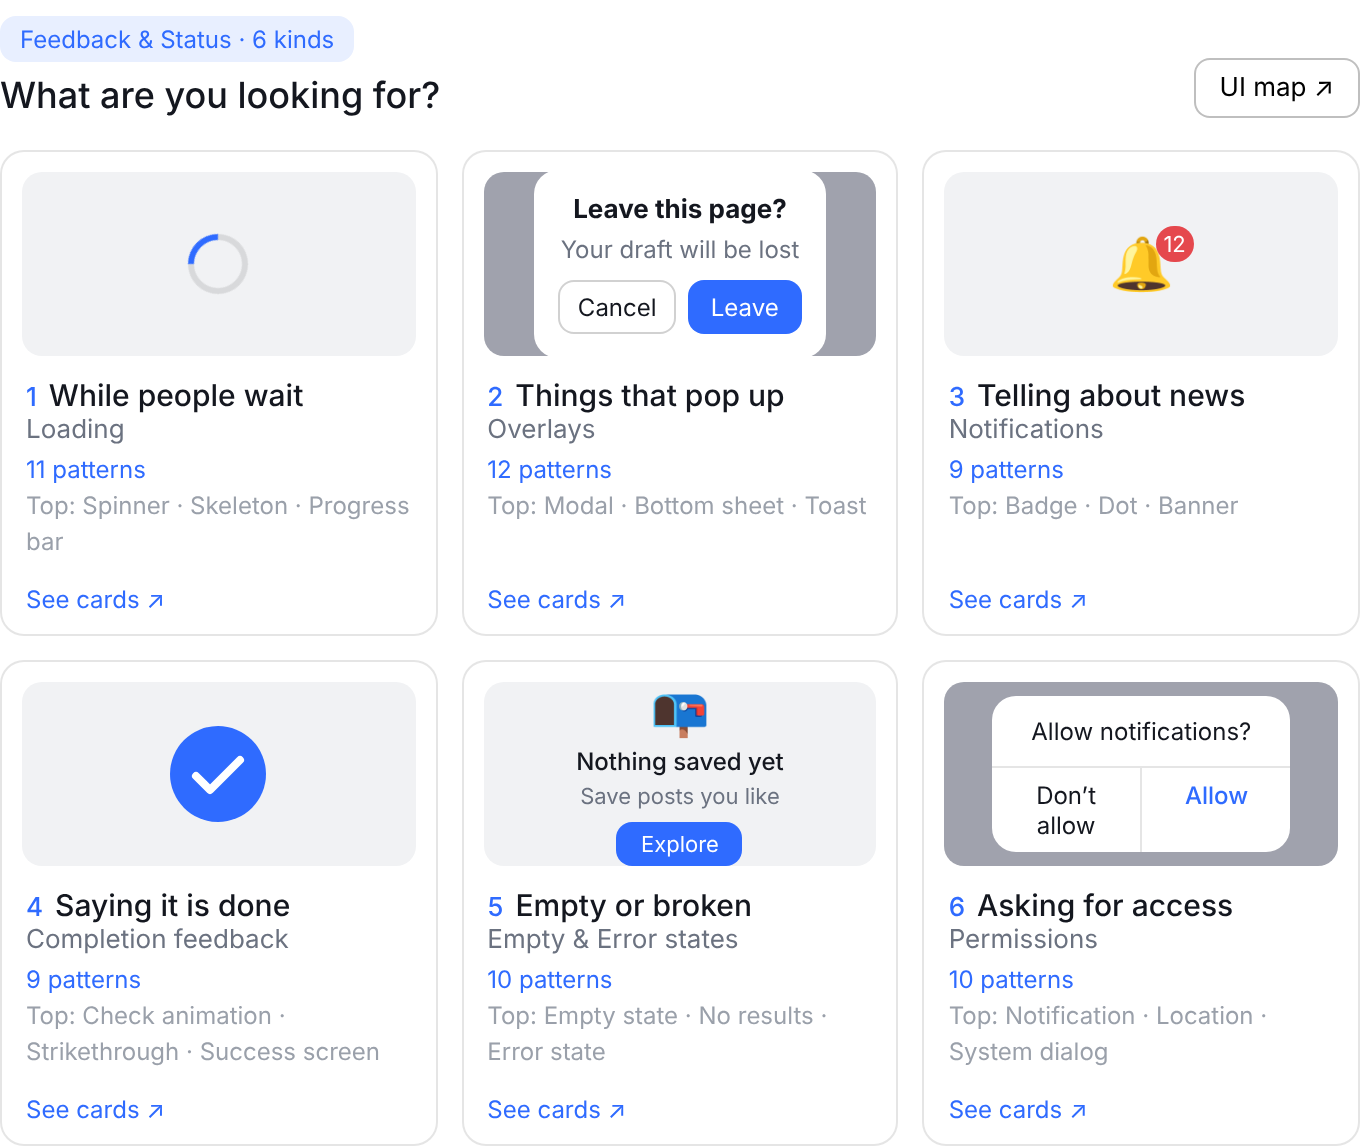 Feedback & Status · 6 kinds
What are you looking for?
UI map ↗
Leave this page?
Your draft will be lost
Cancel
Leave
12
1 While people wait
Loading
11 patterns
Top: Spinner · Skeleton · Progress
bar
See cards ↗
2 Things that pop up
Overlays
12 patterns
Top: Modal · Bottom sheet · Toast
See cards ↗
3 Telling about news
Notifications
9 patterns
Top: Badge · Dot · Banner
See cards ↗
4 Saying it is done
Completion feedback
9 patterns
Top: Check animation ·
Strikethrough · Success screen
See cards ↗
Nothing saved yet
Save posts you like
Explore
5 Empty or broken
Empty & Error states
10 patterns
Top: Empty state · No results ·
Error state
See cards ↗
Allow notifications?
Don’t
allow
Allow
6 Asking for access
Permissions
10 patterns
Top: Notification · Location ·
System dialog
See cards ↗